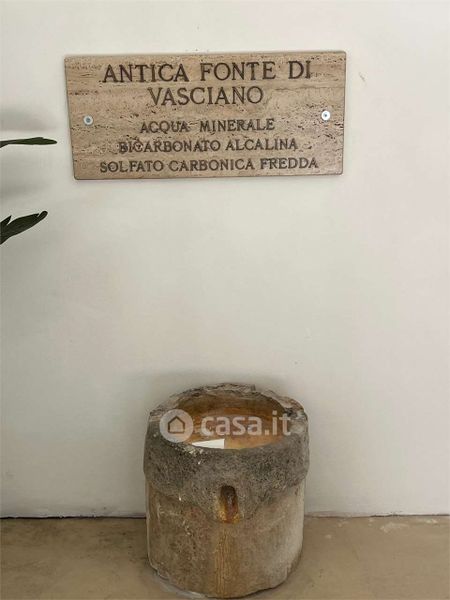 ANTICA FONTE DI
VASCIANO
ACQUA MINERALE
BICARBONATO ALCALINA
SOLFATO CARBONICA FREDDA
casa.it